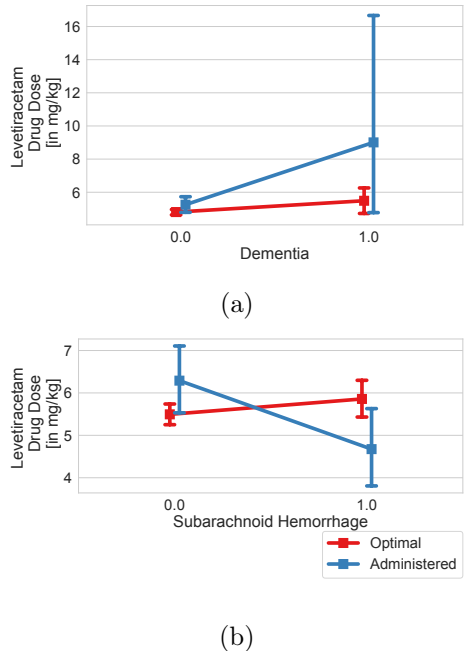 16
14
12
10
8
6
Levetiracetam
Drug Dose
[in mg/kg]
0.0 1.0
Dementia
(a)
7
6
5
4
Levetiracetam
Drug Dose
[in mg/kg]
0.0 1.0
Subarachnoid Hemorrhage
Optimal
Administered
(b)